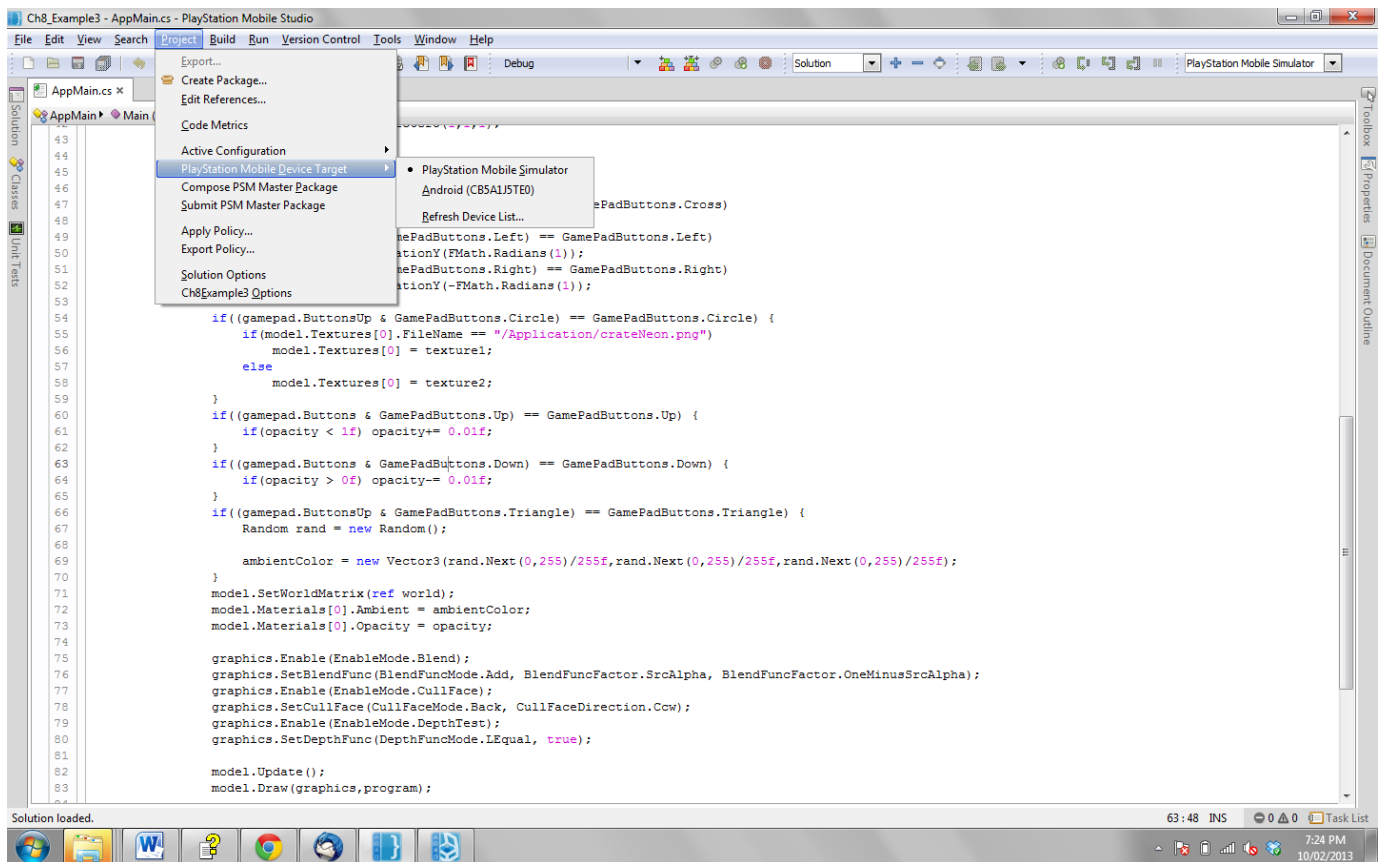 Ch8_Example3 - AppMain.cs - PlayStation Mobile Studio
File Edit View Search Project Build Run Version Control Tools Window Help
Debug Solution PlayStation Mobile Simulator
AppMain.cs ×
AppMain Main (
Export...
Create Package...
Edit References...
Code Metrics
Active Configuration
PlayStation Mobile Device Target
Compose PSM Master Package
Submit PSM Master Package
Apply Policy...
Export Policy...
Solution Options
Ch8Example3 Options
PlayStation Mobile Simulator
Android (CB5A1J5TE0)
Refresh Device List...
Solution
Classes
Unit Tests
Toolbox
Properties
Document Outline
43
44
45
46
47 ePadButtons.Cross)
48
49 mePadButtons.Left) == GamePadButtons.Left)
50 ationY(FMath.Radians(1));
51 mePadButtons.Right) == GamePadButtons.Right)
52 ationY(-FMath.Radians(1));
53
54 if((gamepad.ButtonsUp & GamePadButtons.Circle) == GamePadButtons.Circle) {
55 if(model.Textures[0].FileName == "/Application/crateNeon.png")
56 model.Textures[0] = texture1;
57 else
58 model.Textures[0] = texture2;
59 }
60 if((gamepad.Buttons & GamePadButtons.Up) == GamePadButtons.Up) {
61 if(opacity < 1f) opacity+= 0.01f;
62 }
63 if((gamepad.Buttons & GamePadButtons.Down) == GamePadButtons.Down) {
64 if(opacity > 0f) opacity-= 0.01f;
65 }
66 if((gamepad.ButtonsUp & GamePadButtons.Triangle) == GamePadButtons.Triangle) {
67 Random rand = new Random();
68
69 ambientColor = new Vector3(rand.Next(0,255)/255f,rand.Next(0,255)/255f,rand.Next(0,255)/255f);
70 }
71 model.SetWorldMatrix(ref world);
72 model.Materials[0].Ambient = ambientColor;
73 model.Materials[0].Opacity = opacity;
74
75 graphics.Enable(EnableMode.Blend);
76 graphics.SetBlendFunc(BlendFuncMode.Add, BlendFuncFactor.SrcAlpha, BlendFuncFactor.OneMinusSrcAlpha);
77 graphics.Enable(EnableMode.CullFace);
78 graphics.SetCullFace(CullFaceMode.Back, CullFaceDirection.Ccw);
79 graphics.Enable(EnableMode.DepthTest);
80 graphics.SetDepthFunc(DepthFuncMode.LEqual, true);
81
82 model.Update();
83 model.Draw(graphics,program);
Solution loaded. 63 : 48 INS 0 0 Task List
7:24 PM
10/02/2013